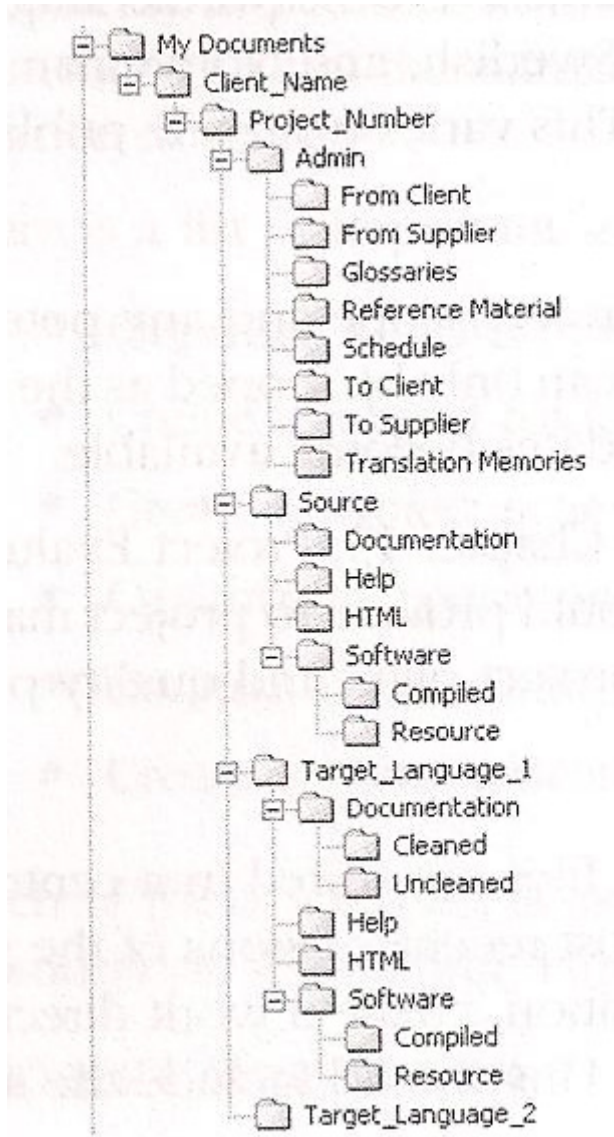 My Documents
Client_Name
Project_Number
Admin
From Client
From Supplier
Glossaries
Reference Material
Schedule
To Client
To Supplier
Translation Memories
Source
Documentation
Help
HTML
Software
Compiled
Resource
Target_Language_1
Documentation
Cleaned
Uncleaned
Help
HTML
Software
Compiled
Resource
Target_Language_2